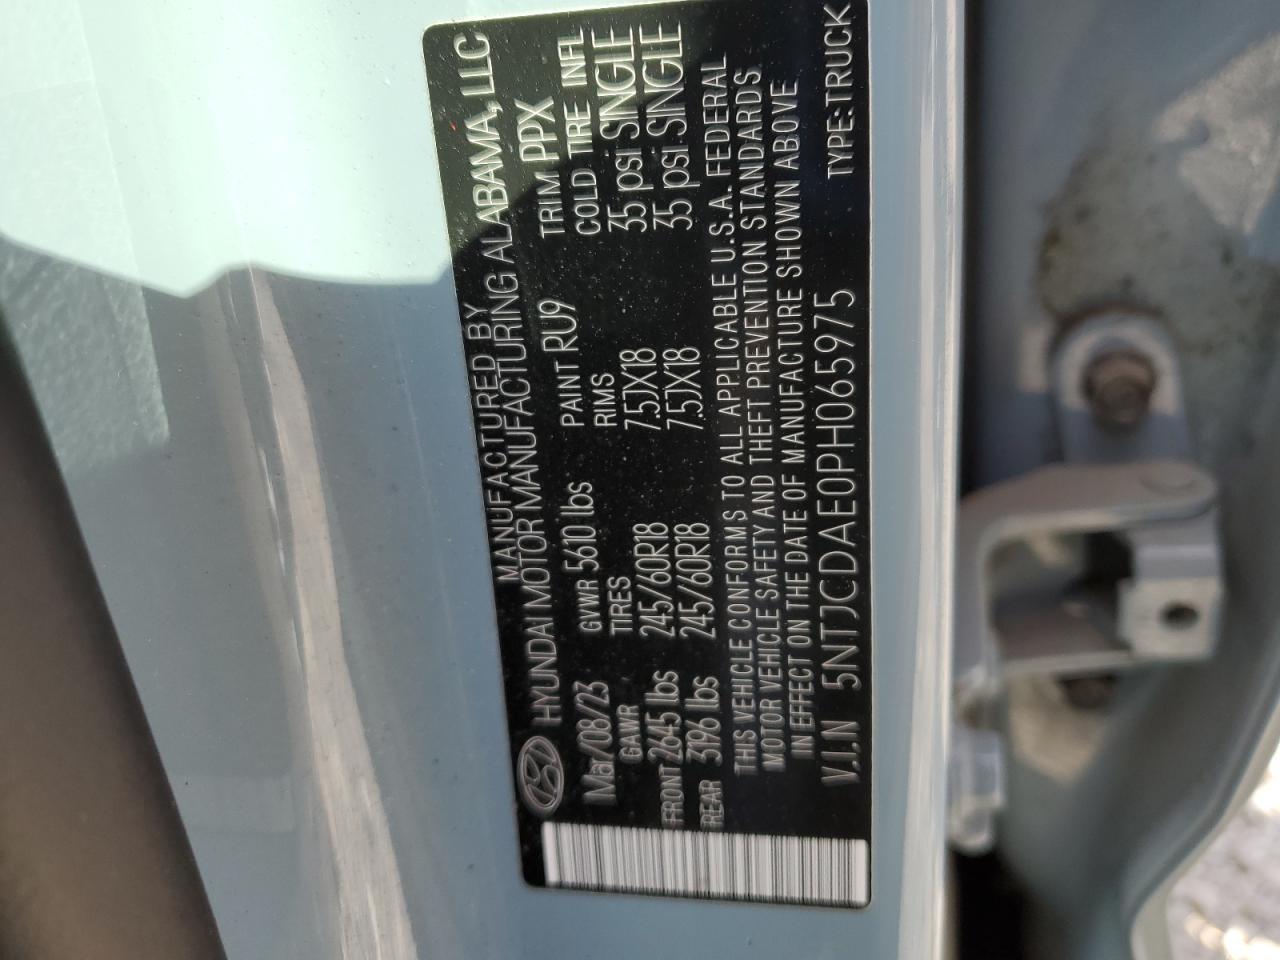 MANUFACTURED BY
HYUNDAI MOTOR MANUFACTURING ALABAMA, LLC
Mar/08/23 GVWR 5610 lbs PAINT RU9 TRIM PPX
GAWR TIRES RIMS COLD TIRE INFL
FRONT 2645 lbs 245/60R18 7.5JX18 35 psi SINGLE
REAR 3196 lbs 245/60R18 7.5JX18 35 psi SINGLE
THIS VEHICLE CONFORMS TO ALL APPLICABLE U.S.A. FEDERAL
MOTOR VEHICLE SAFETY AND THEFT PREVENTION STANDARDS
IN EFFECT ON THE DATE OF MANUFACTURE SHOWN ABOVE
V.I.N 5NTJCDAE0PH065975 TYPE:TRUCK